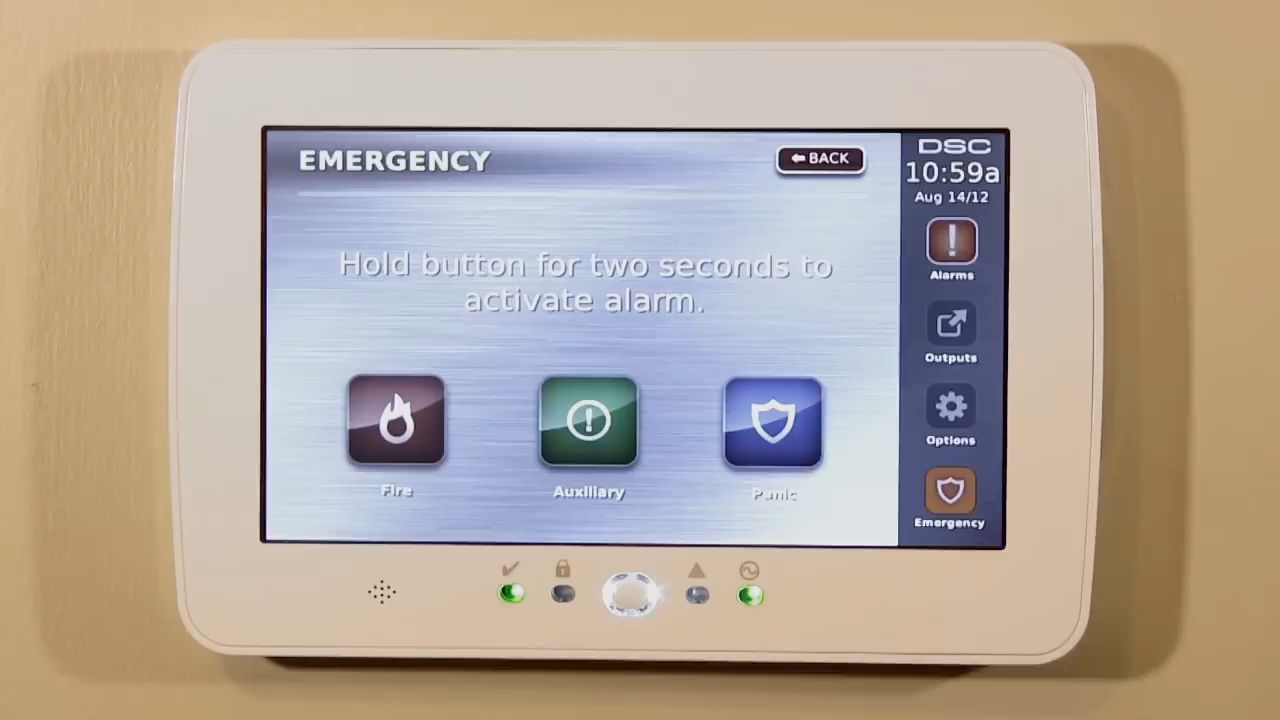 EMERGENCY
BACK
Hold button for two seconds to
activate alarm.
Fire
Auxiliary
Panic
DSC
10:59a
Aug 14/12
Alarms
Outputs
Options
Emergency